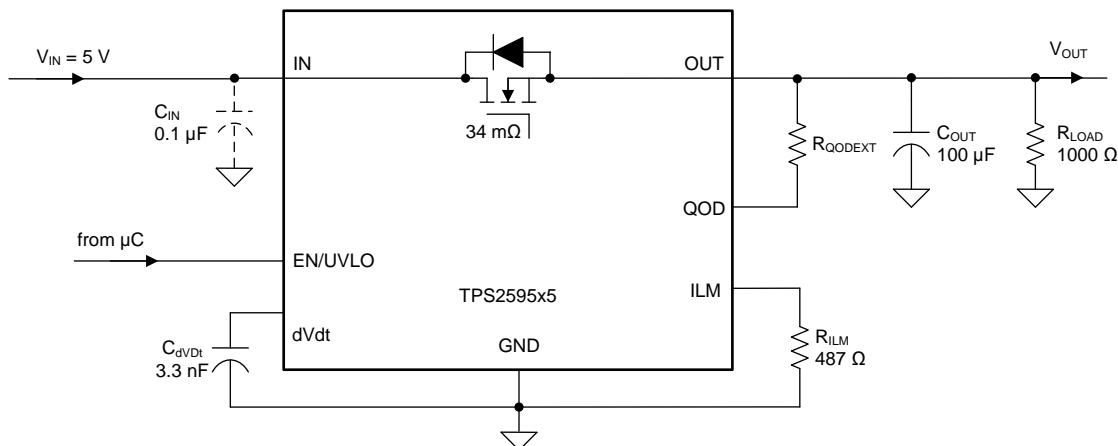 V_IN = 5 V
IN
OUT
V_OUT
C_IN
0.1 µF
34 mΩ
R_QODEXT
C_OUT
100 µF
R_LOAD
1000 Ω
QOD
from µC
EN/UVLO
TPS2595x5
ILM
dVdt
GND
C_dVDt
3.3 nF
R_ILM
487 Ω